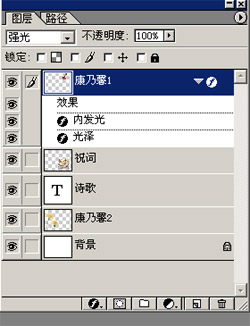 图层 路径
强光 不透明度: 100%
锁定:
康乃馨1
效果
内发光
光泽
祝词
T 诗歌
康乃馨2
背景